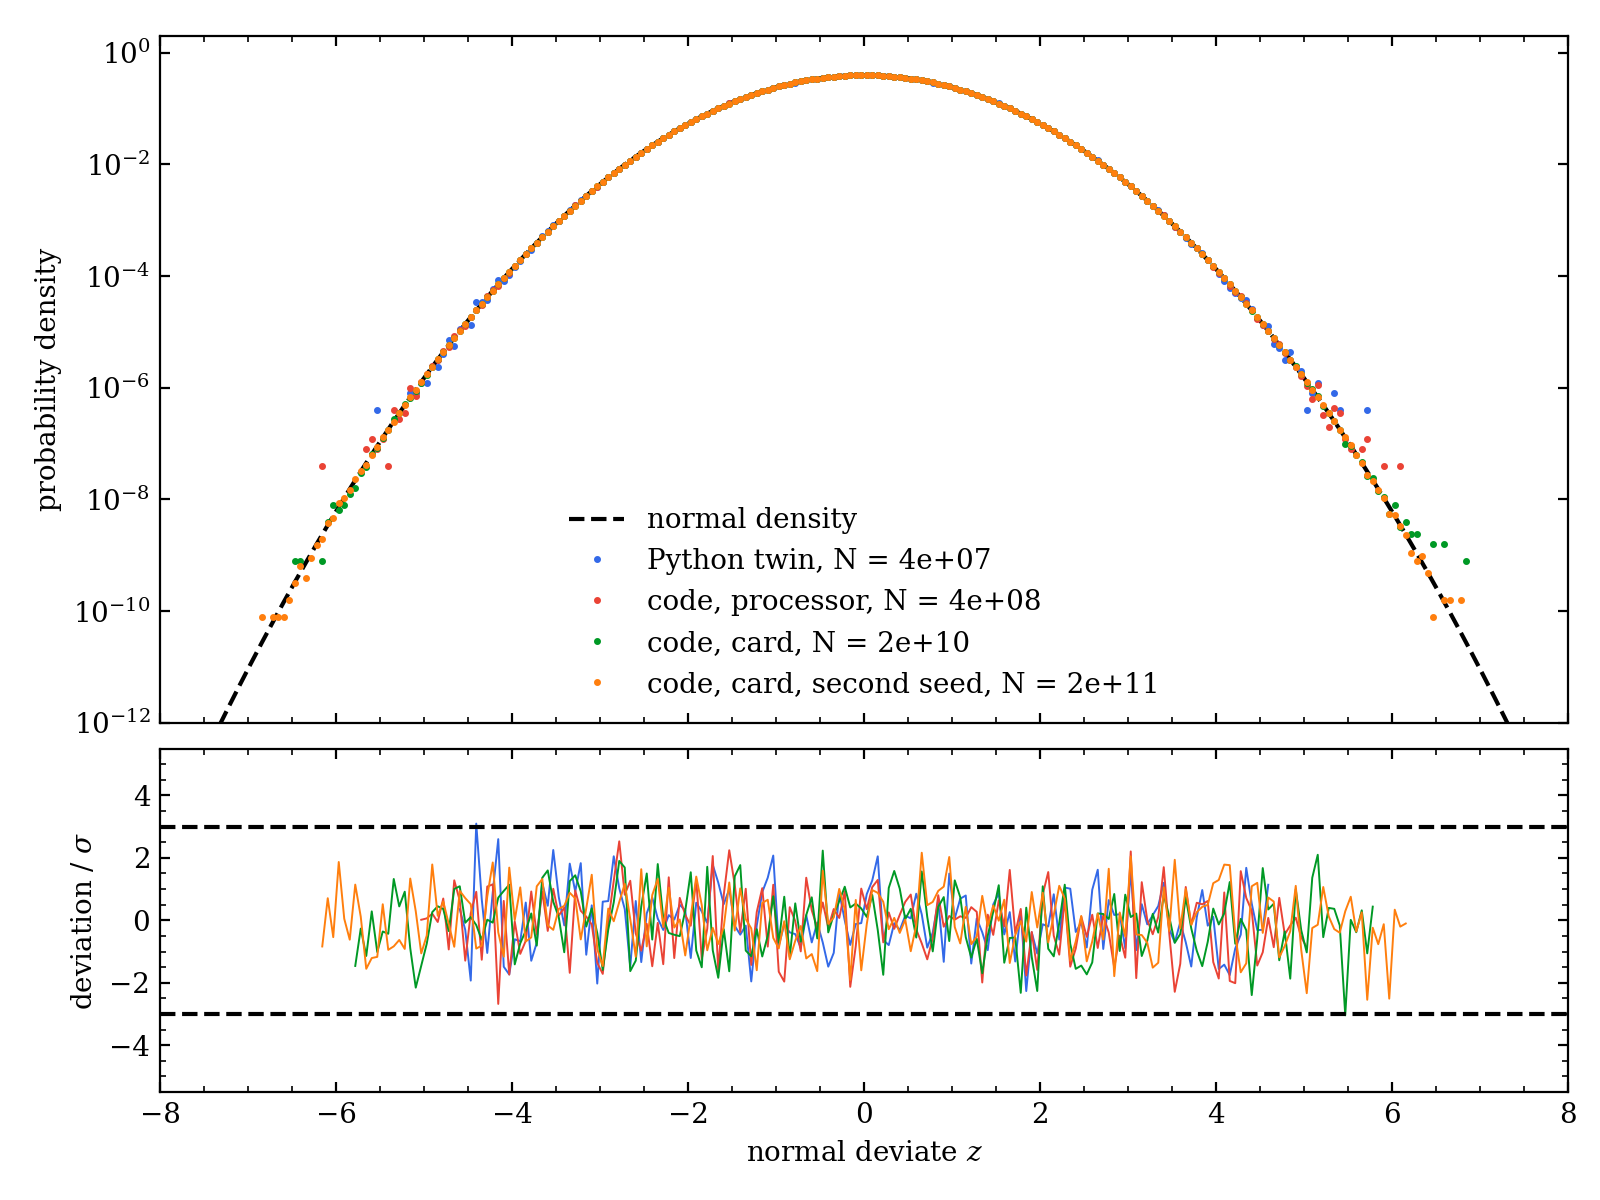 10⁰
10⁻²
10⁻⁴
10⁻⁶
10⁻⁸
10⁻¹⁰
10⁻¹²
probability density
normal density
Python twin, N = 4e+07
code, processor, N = 4e+08
code, card, N = 2e+10
code, card, second seed, N = 2e+11
4
2
0
−2
−4
deviation / σ
−8 −6 −4 −2 0 2 4 6 8
normal deviate z